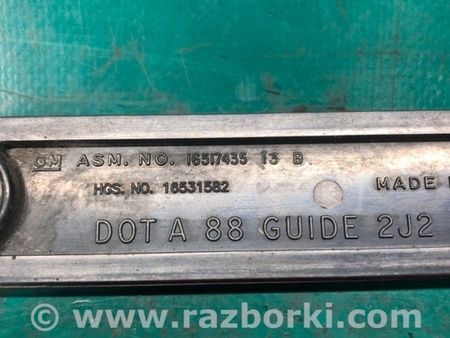 GM ASM. NO. 16517435 13 B
HGS. NO. 16531582
MADE
DOT A 88 GUIDE 2J2
www.razborki.com